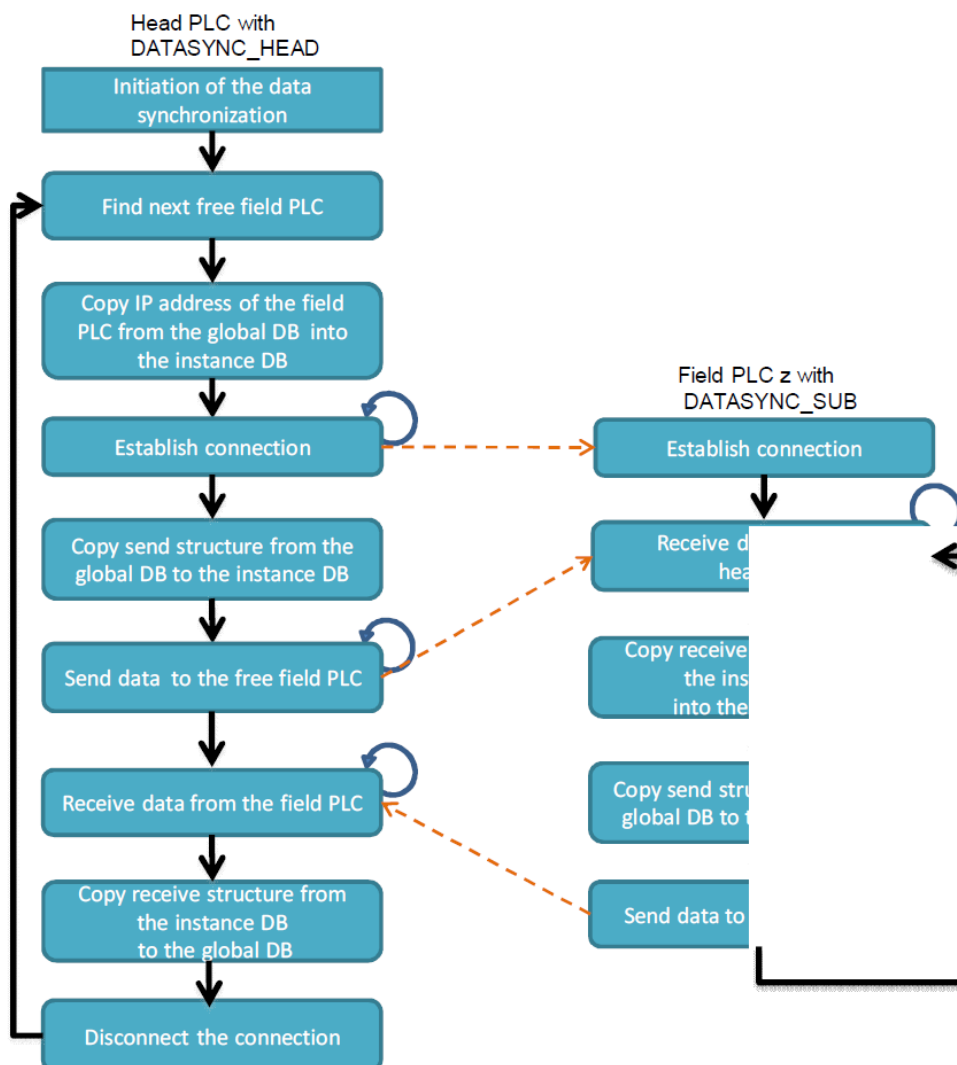 Head PLC with
DATASYNC_HEAD
Initiation of the data
synchronization
Find next free field PLC
Copy IP address of the field
PLC from the global DB into
the instance DB
Establish connection
Copy send structure from the
global DB to the instance DB
Send data to the free field PLC
Receive data from the field PLC
Copy receive structure from
the instance DB
to the global DB
Disconnect the connection
Field PLC z with
DATASYNC_SUB
Establish connection
Receive
Copy receive
the
into the
Copy send
global DB to
Send data to